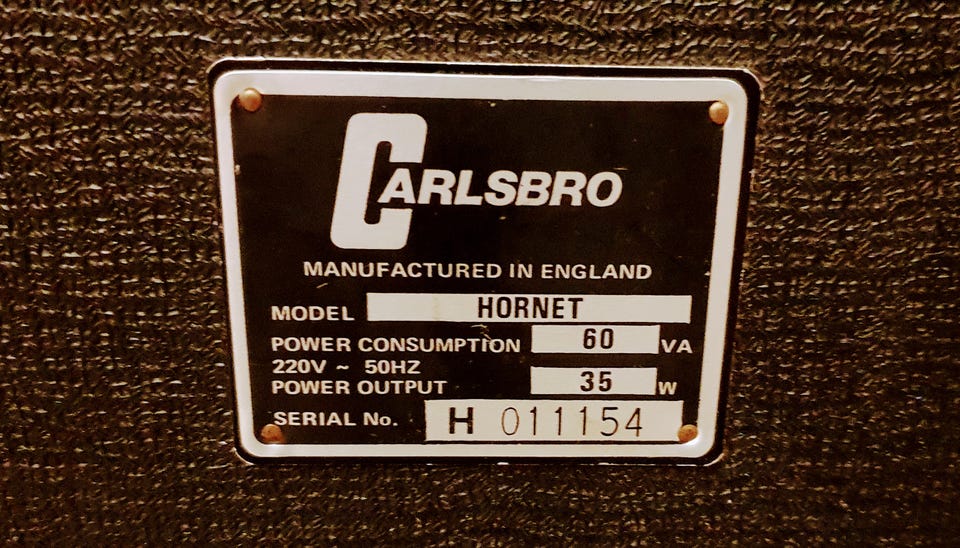 CARLSBRO
MANUFACTURED IN ENGLAND
MODEL HORNET
POWER CONSUMPTION 60 VA
220V ~ 50HZ
POWER OUTPUT 35 W
SERIAL No. H 011154